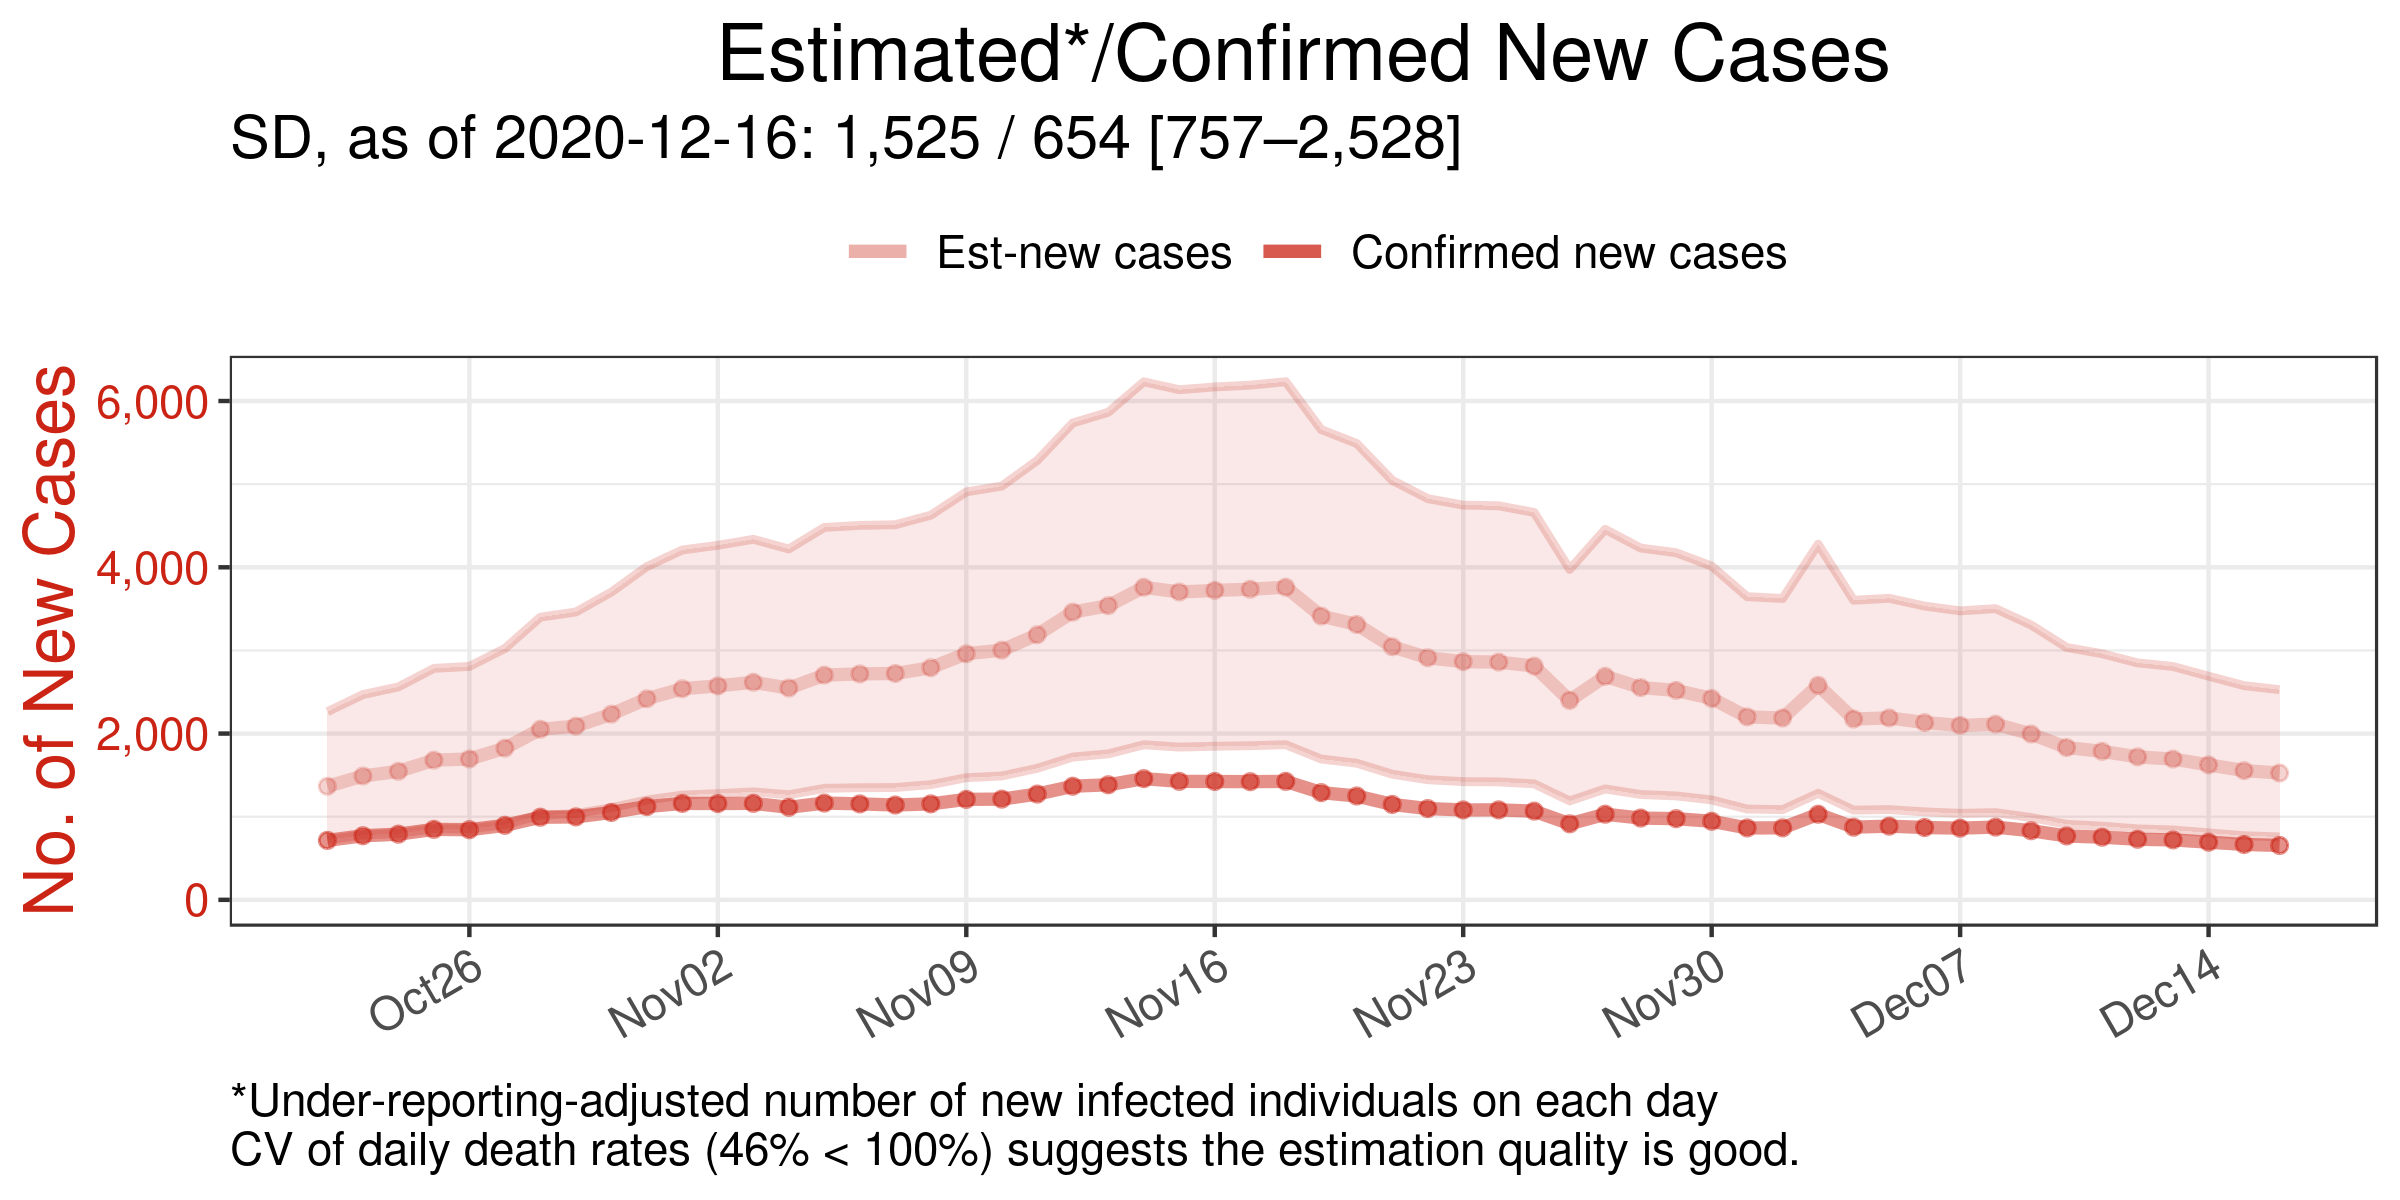 Estimated*/Confirmed New Cases
SD, as of 2020-12-16: 1,525 / 654 [757–2,528]
Est-new cases
Confirmed new cases
No. of New Cases
6,000
4,000
2,000
0
Oct26
Nov02
Nov09
Nov16
Nov23
Nov30
Dec07
Dec14
*Under-reporting-adjusted number of new infected individuals on each day
CV of daily death rates (46% < 100%) suggests the estimation quality is good.